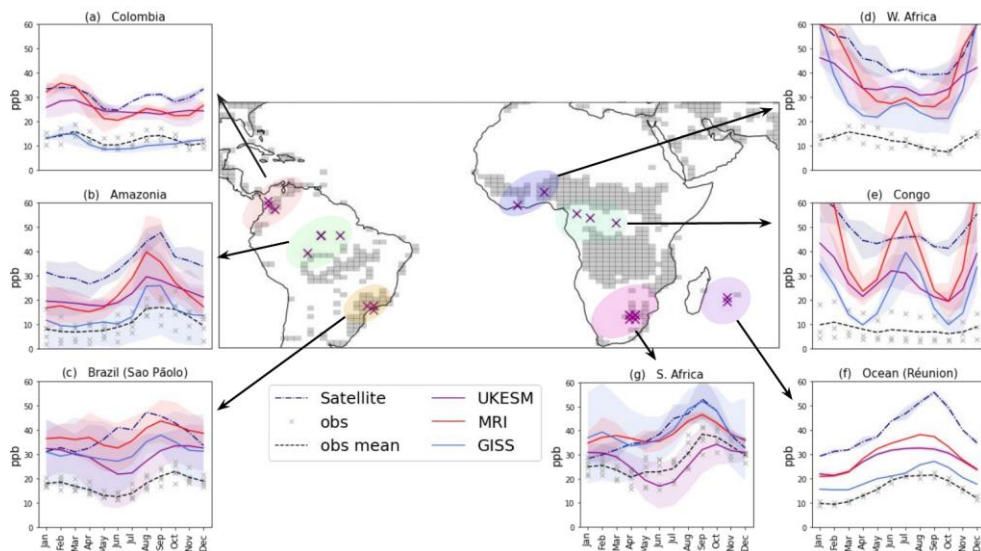 (a) Colombia
60
50
40
30
20
10
0
ppb
(d) W. Africa
60
50
40
30
20
10
0
ppb
(b) Amazonia
60
50
40
30
20
10
0
ppb
(e) Congo
60
50
40
30
20
10
0
ppb
(c) Brazil (Sao Pãolo)
60
50
40
30
20
10
0
ppb
Jan Feb Mar Apr May Jun Jul Aug Sep Oct Nov Dec
Satellite
obs
obs mean
UKESM
MRI
GISS
(g) S. Africa
60
50
40
30
20
10
0
ppb
Jan Feb Mar Apr May Jun Jul Aug Sep Oct Nov Dec
(f) Ocean (Réunion)
60
50
40
30
20
10
0
ppb
Jan Feb Mar Apr May Jun Jul Aug Sep Oct Nov Dec